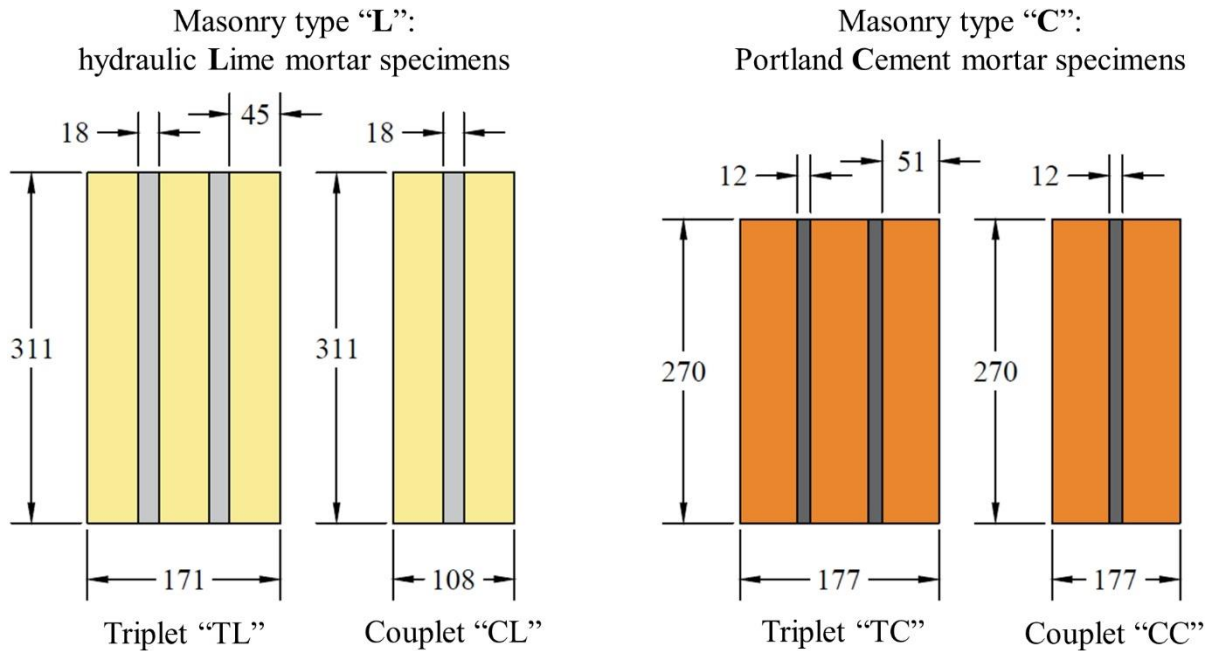 Masonry type “L”:
hydraulic Lime mortar specimens
Masonry type “C”:
Portland Cement mortar specimens
45
18
18
51
12
12
311
311
270
270
171
108
177
177
Triplet “TL”
Couplet “CL”
Triplet “TC”
Couplet “CC”